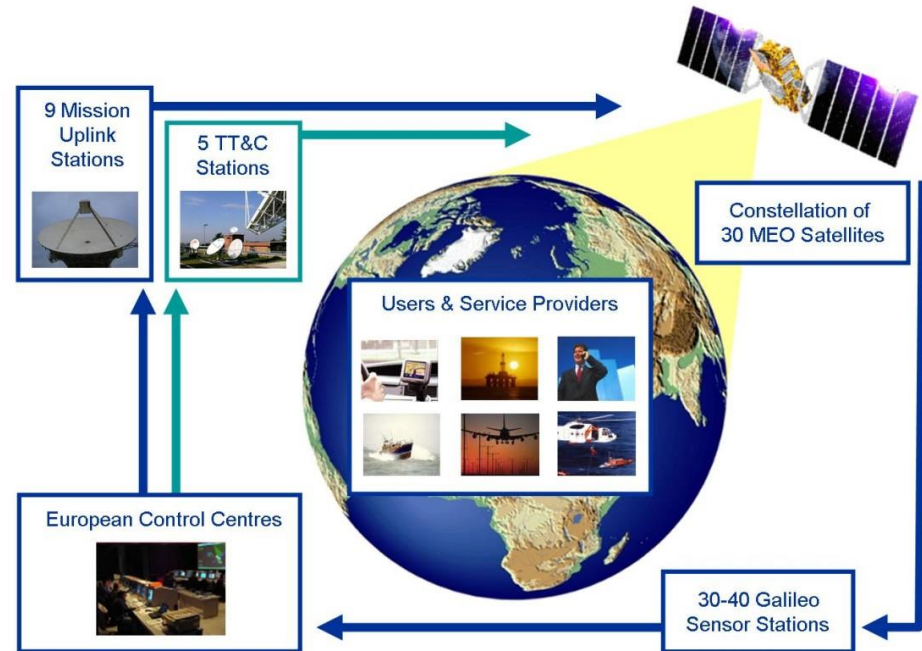 9 Mission
Uplink
Stations
5 TT&C
Stations
Constellation of
30 MEO Satellites
Users & Service Providers
European Control Centres
30-40 Galileo
Sensor Stations